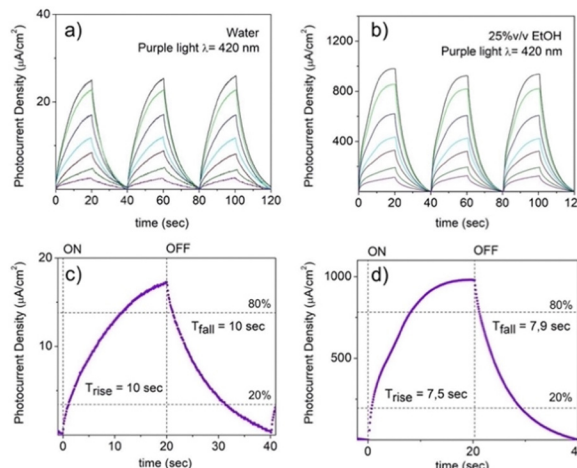 a)
Water
Purple light λ= 420 nm
Photocurrent Density (μA/cm²)
40
20
0
0 20 40 60 80 100 120
time (sec)
b)
25%v/v EtOH
Purple light λ= 420 nm
Photocurrent Density (μA/cm²)
1200
800
400
0 20 40 60 80 100 120
time (sec)
ON
OFF
c)
Photocurrent Density (μA/cm²)
20
10
0
80%
Tfall = 10 sec
Trise = 10 sec
20%
0 20 40
time (sec)
ON
OFF
d)
Photocurrent Density (μA/cm²)
1000
500
0
80%
Tfall = 7,9 sec
Trise = 7,5 sec
20%
0 20 40
time (sec)